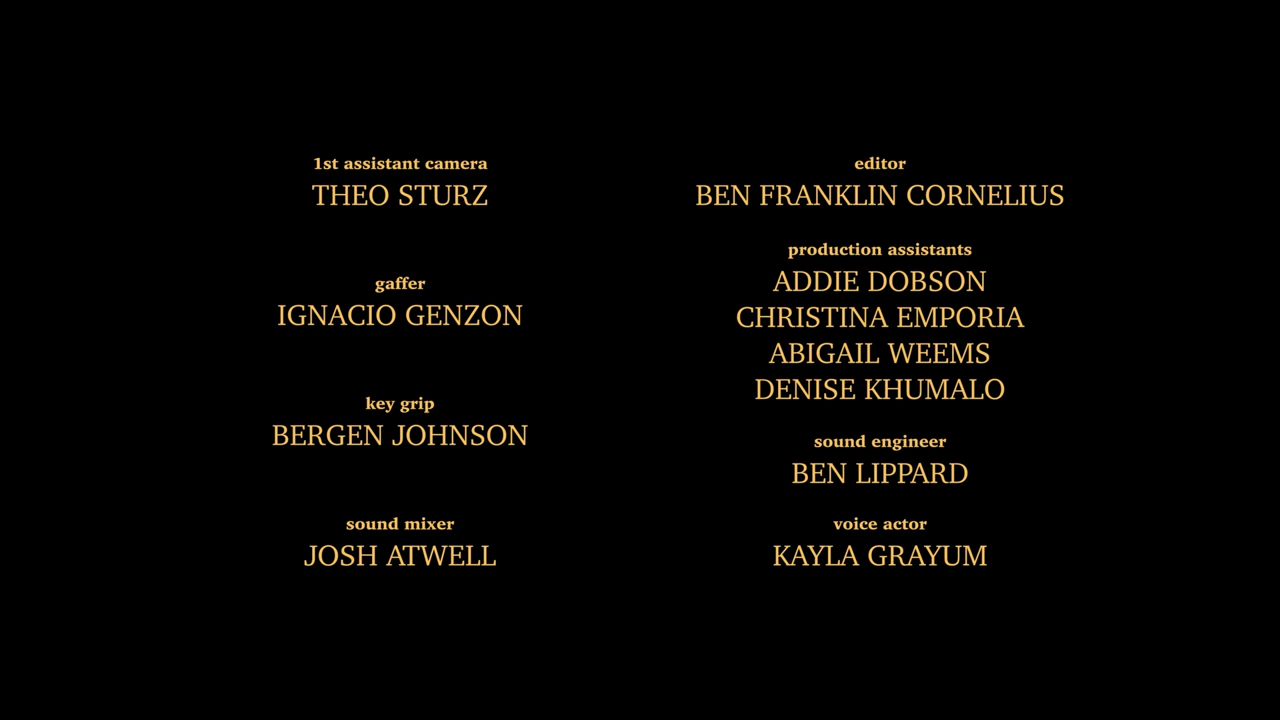 1st assistant camera
THEO STURZ
gaffer
IGNACIO GENZON
key grip
BERGEN JOHNSON
sound mixer
JOSH ATWELL
editor
BEN FRANKLIN CORNELIUS
production assistants
ADDIE DOBSON
CHRISTINA EMPORIA
ABIGAIL WEEMS
DENISE KHUMALO
sound engineer
BEN LIPPARD
voice actor
KAYLA GRAYUM